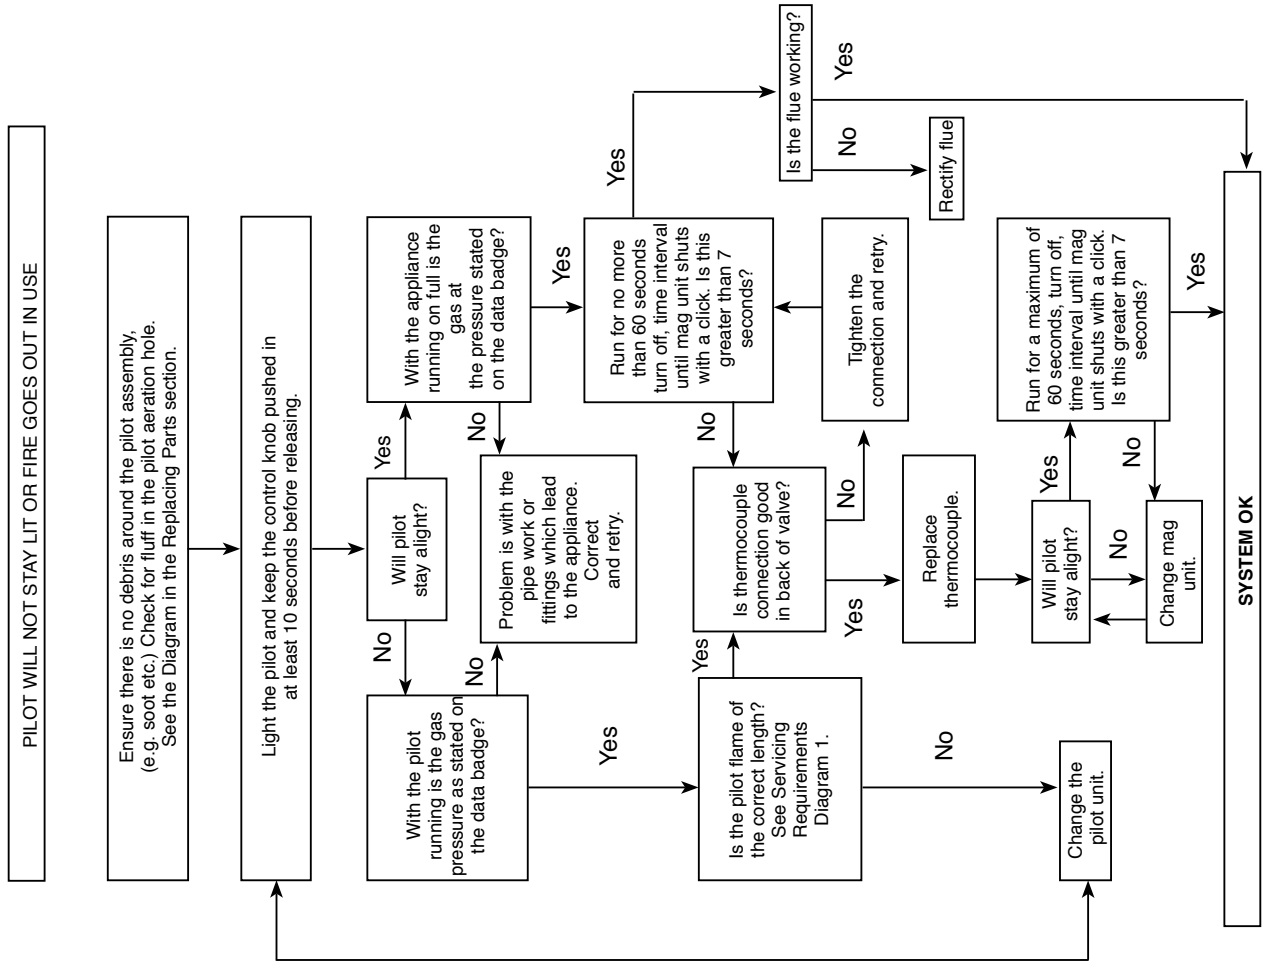 PILOT WILL NOT STAY LIT OR FIRE GOES OUT IN USE
Ensure there is no debris around the pilot assembly,
(e.g. soot etc.) Check for fluff in the pilot aeration hole.
See the Diagram in the Replacing Parts section.
Light the pilot and keep the control knob pushed in
at least 10 seconds before releasing.
Will pilot
stay alight?
No
Yes
With the pilot
running is the gas
pressure as stated on
the data badge?
No
Yes
Problem is with the
pipe work or
fittings which lead
to the appliance.
Correct
and retry.
With the appliance
running on full is the
gas at
the pressure stated
on the data badge?
No
Yes
Is the pilot flame of
the correct length?
See Servicing
Requirements
Diagram 1.
Yes
No
Change the
pilot unit.
Run for no more
than 60 seconds
turn off, time interval
until mag unit shuts
with a click. Is this
greater than 7
seconds?
No
Yes
Is thermocouple
connection good
in back of valve?
Yes
No
Tighten the
connection and retry.
Replace
thermocouple.
Will pilot
stay alight?
Yes
No
Change mag
unit.
Run for a maximum of
60 seconds, turn off,
time interval until mag
unit shuts with a click.
Is this greater than 7
seconds?
No
Yes
Is the flue working?
No
Yes
Rectify flue
SYSTEM OK